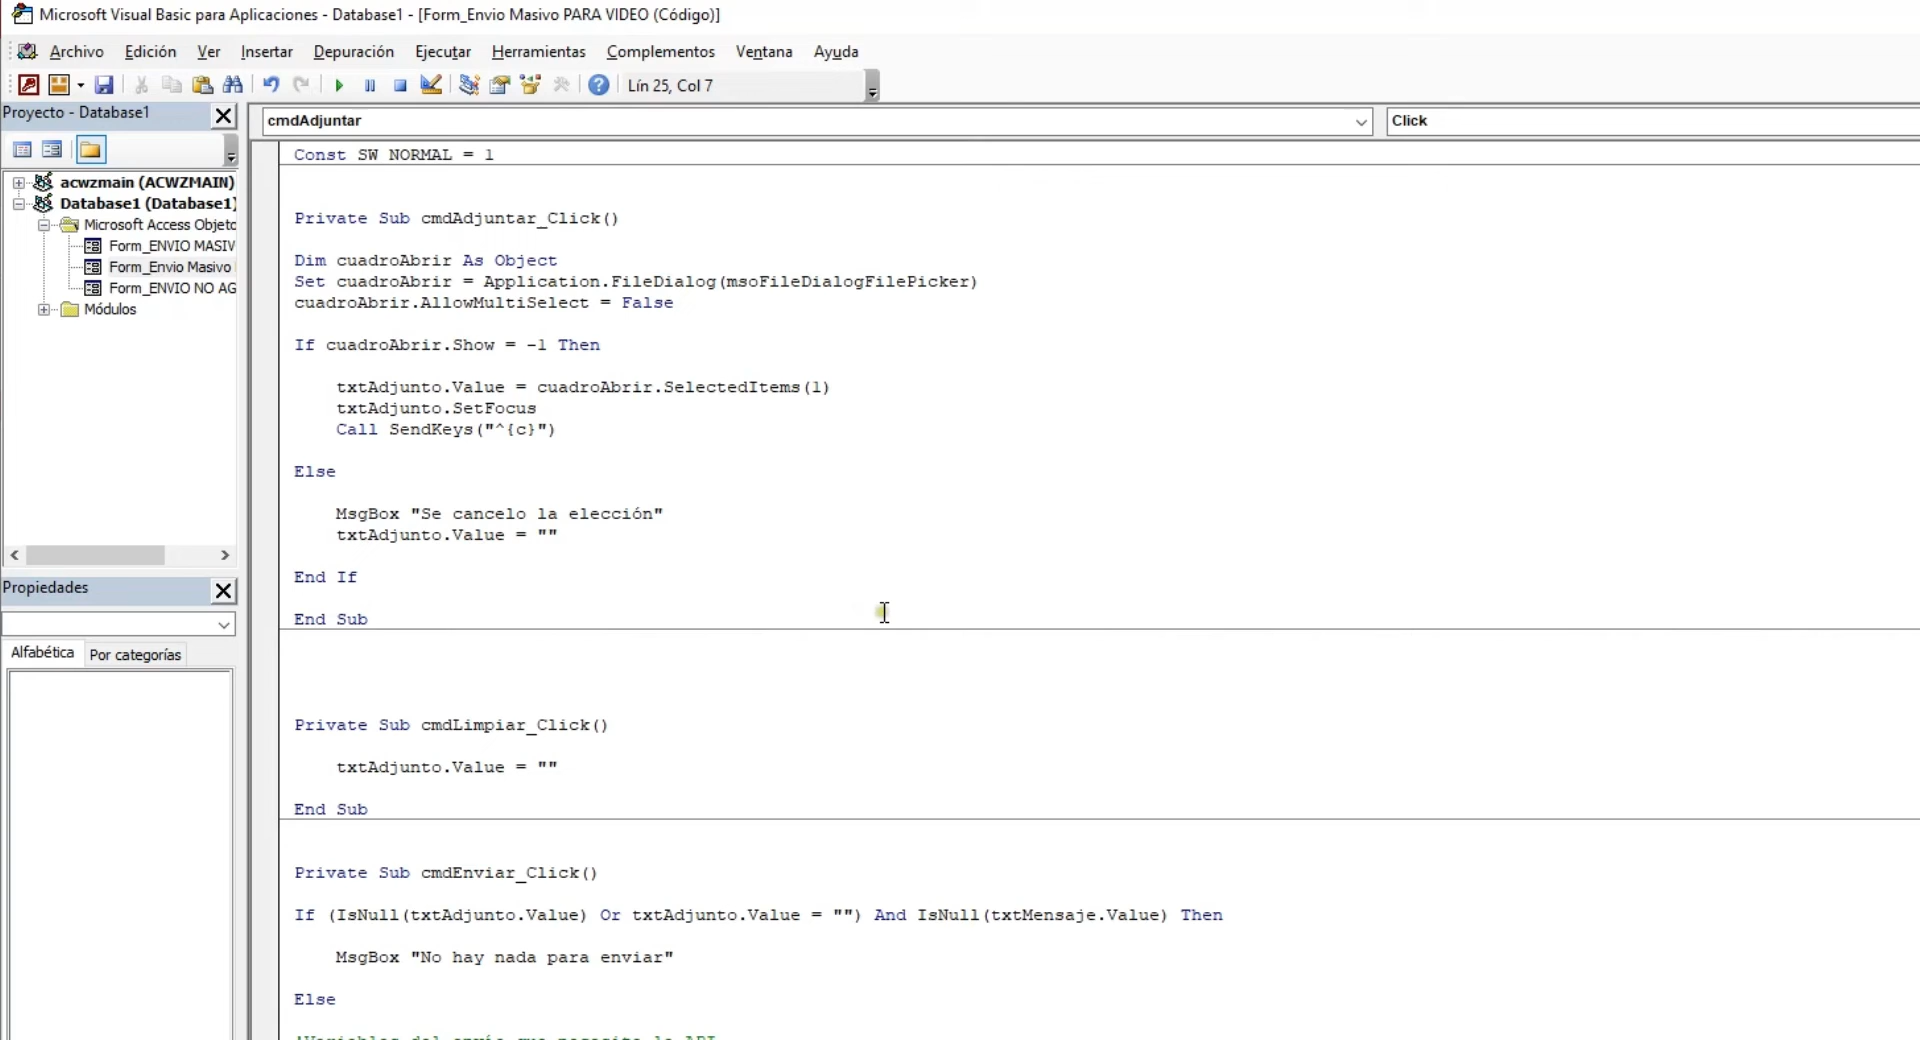 Microsoft Visual Basic para Aplicaciones - Database1 - [Form_Envio Masivo PARA VIDEO (Código)]
Archivo Edición Ver Insertar Depuración Ejecutar Herramientas Complementos Ventana Ayuda
Lín 25, Col 7
Proyecto - Database1
acwzmain (ACWZMAIN)
Database1 (Database1)
Microsoft Access Objeto
Form_ENVIO MASIV
Form_Envio Masivo
Form_ENVIO NO AG
Módulos
Propiedades
Alfabética Por categorías
cmdAdjuntar Click
Const SW NORMAL = 1
Private Sub cmdAdjuntar_Click()
Dim cuadroAbrir As Object
Set cuadroAbrir = Application.FileDialog(msoFileDialogFilePicker)
cuadroAbrir.AllowMultiSelect = False
If cuadroAbrir.Show = -1 Then
txtAdjunto.Value = cuadroAbrir.SelectedItems(1)
txtAdjunto.SetFocus
Call SendKeys("^{c}")
Else
MsgBox "Se cancelo la elección"
txtAdjunto.Value = ""
End If
End Sub
Private Sub cmdLimpiar_Click()
txtAdjunto.Value = ""
End Sub
Private Sub cmdEnviar_Click()
If (IsNull(txtAdjunto.Value) Or txtAdjunto.Value = "") And IsNull(txtMensaje.Value) Then
MsgBox "No hay nada para enviar"
Else